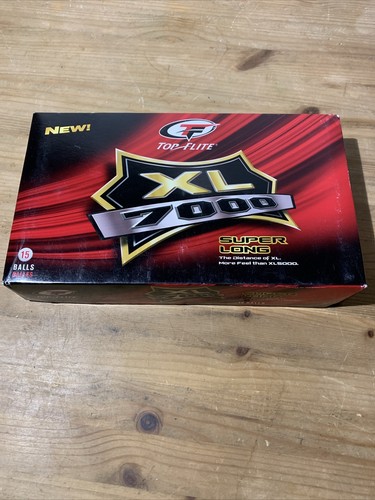 NEW!
TOP FLITE
XL
7000
SUPER
LONG
The Distance of XL.
More Feel than XL5000.
15
BALLS